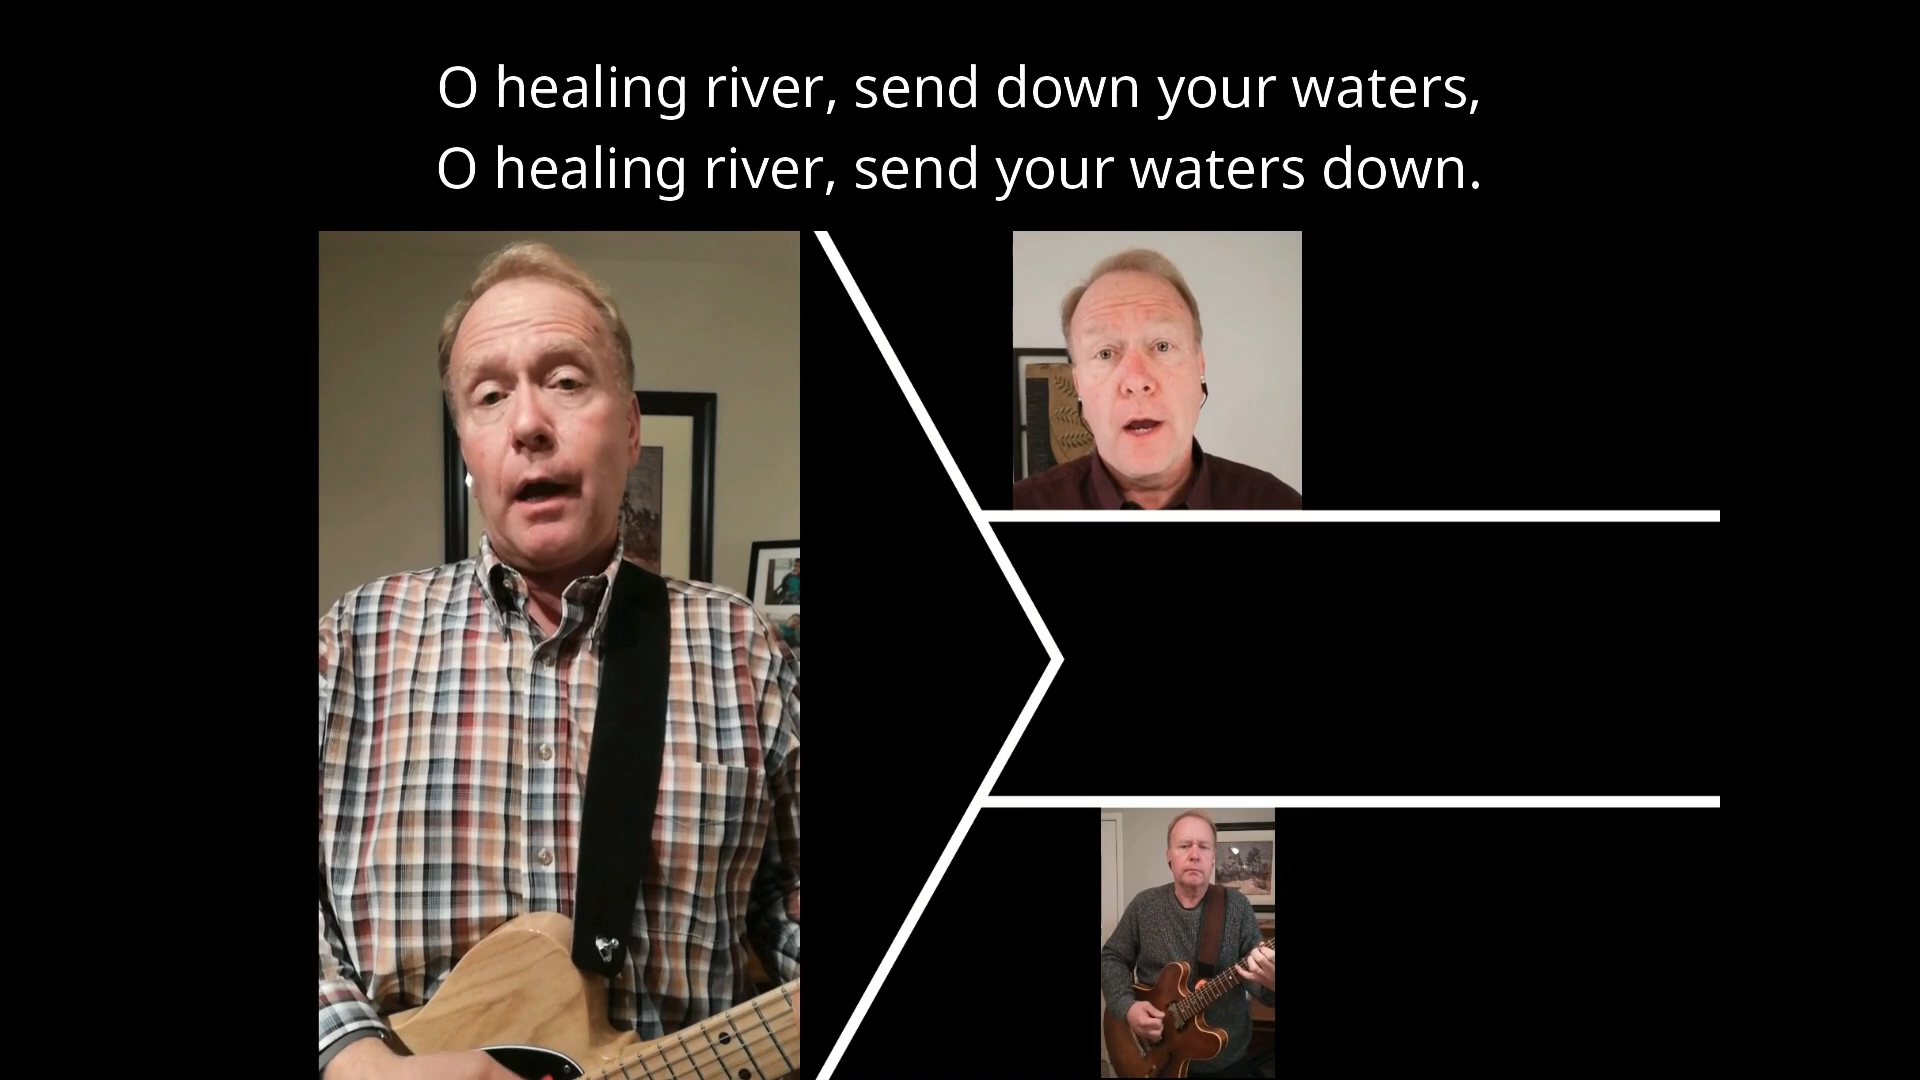 O healing river, send down your waters,
O healing river, send your waters down.